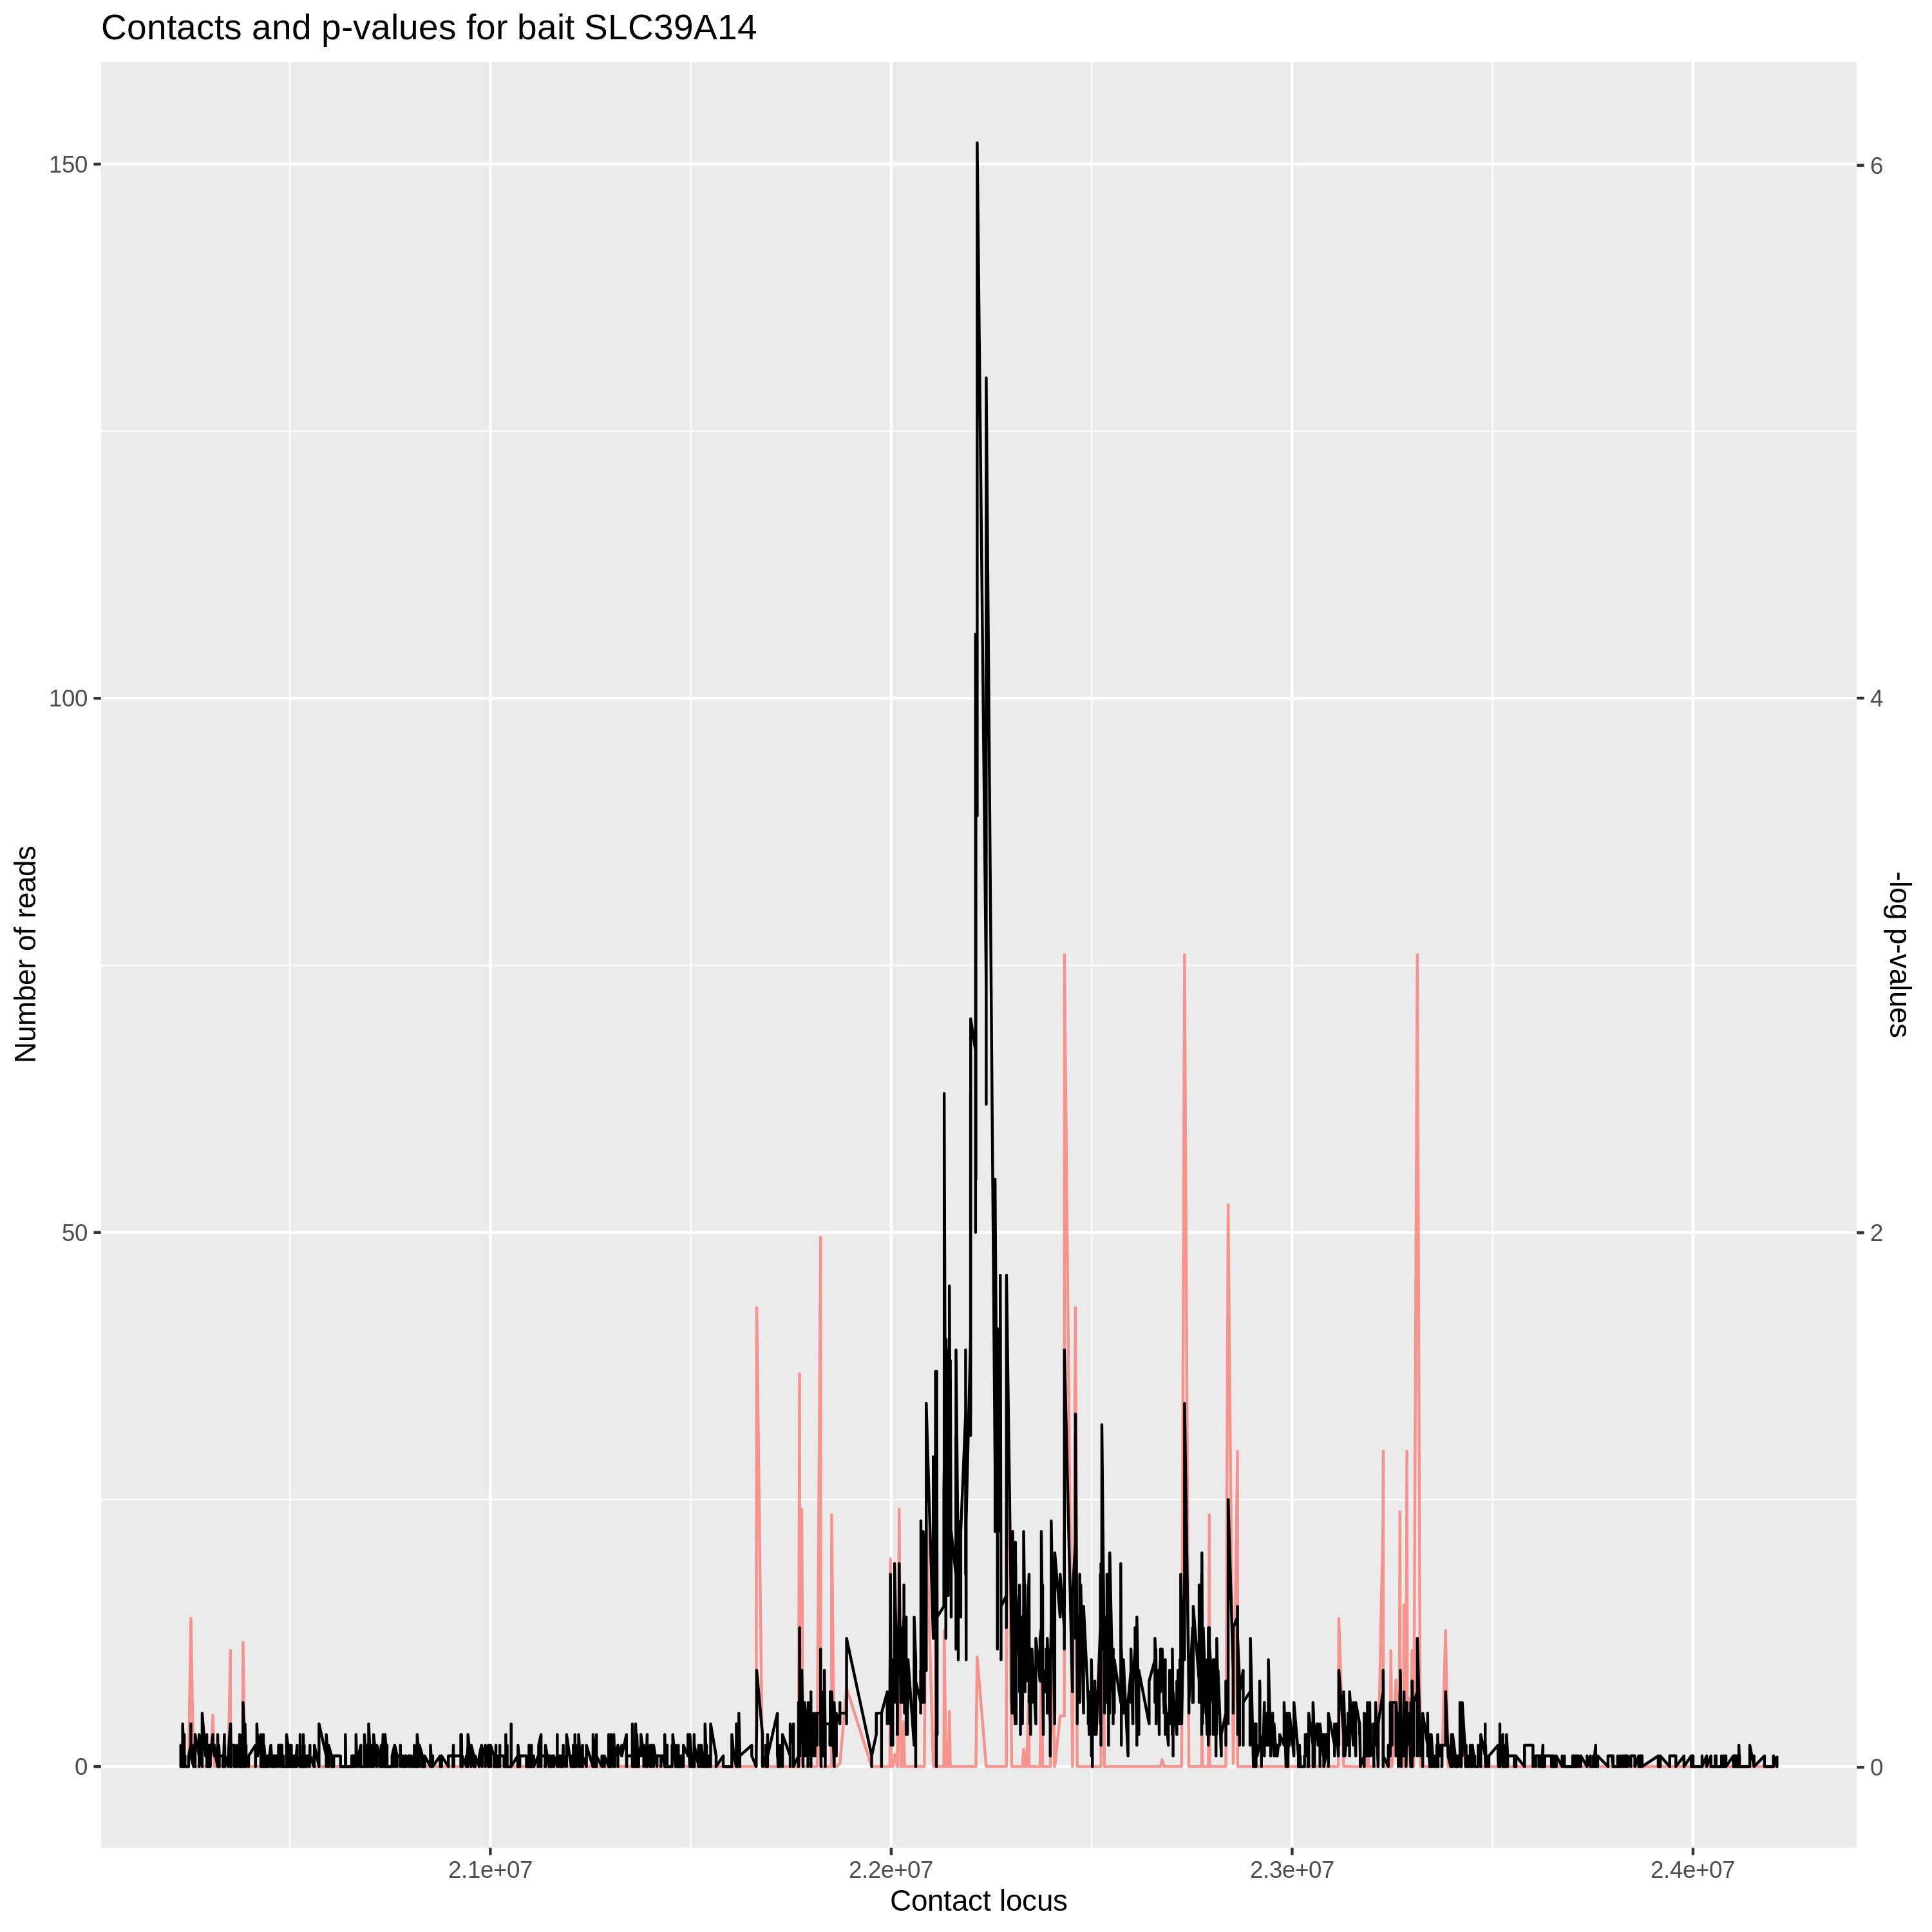 Contacts and p-values for bait SLC39A14
150
100
50
0
Number of reads
6
4
2
0
-log p-values
2.1e+07 2.2e+07 2.3e+07 2.4e+07
Contact locus